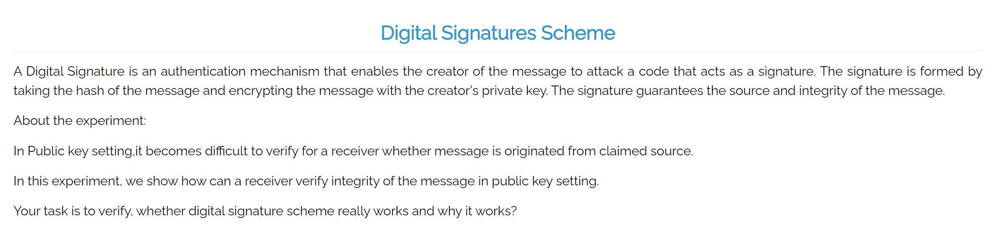 Digital Signatures Scheme
A Digital Signature is an authentication mechanism that enables the creator of the message to attack a code that acts as a signature. The signature is formed by
taking the hash of the message and encrypting the message with the creator's private key. The signature guarantees the source and integrity of the message.
About the experiment:
In Public key setting,it becomes difficult to verify for a receiver whether message is originated from claimed source.
In this experiment, we show how can a receiver verify integrity of the message in public key setting.
Your task is to verify, whether digital signature scheme really works and why it works?